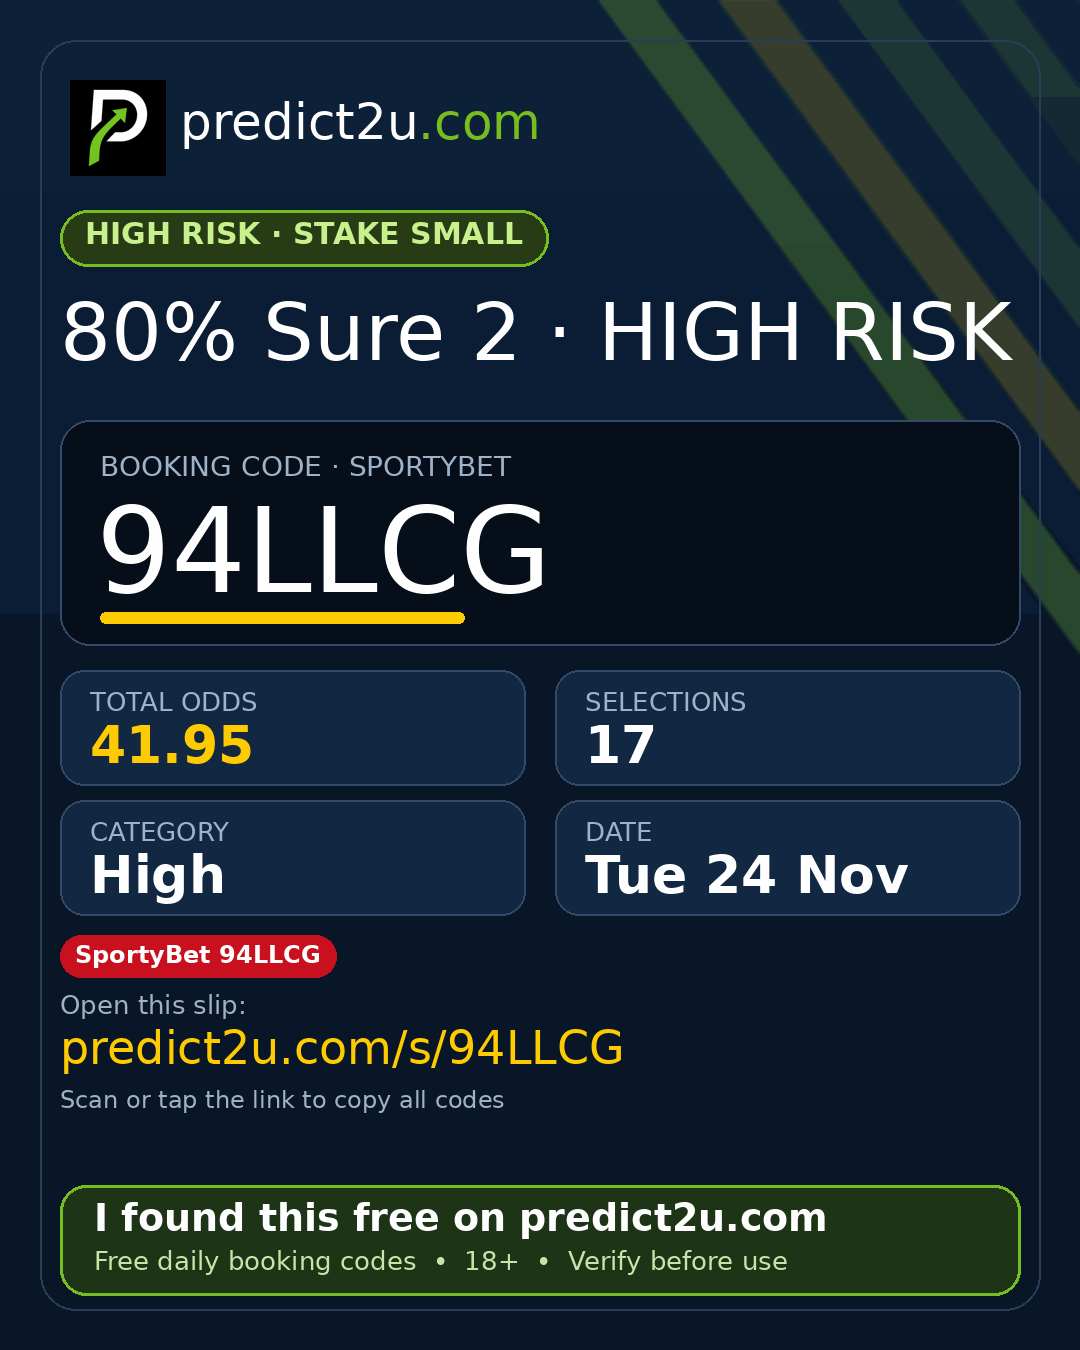 predict2u.com
HIGH RISK · STAKE SMALL
80% Sure 2 · HIGH RISK
BOOKING CODE · SPORTYBET
94LLCG
TOTAL ODDS
41.95
SELECTIONS
17
CATEGORY
High
DATE
Tue 24 Nov
SportyBet 94LLCG
Open this slip:
predict2u.com/s/94LLCG
Scan or tap the link to copy all codes
I found this free on predict2u.com
Free daily booking codes • 18+ • Verify before use